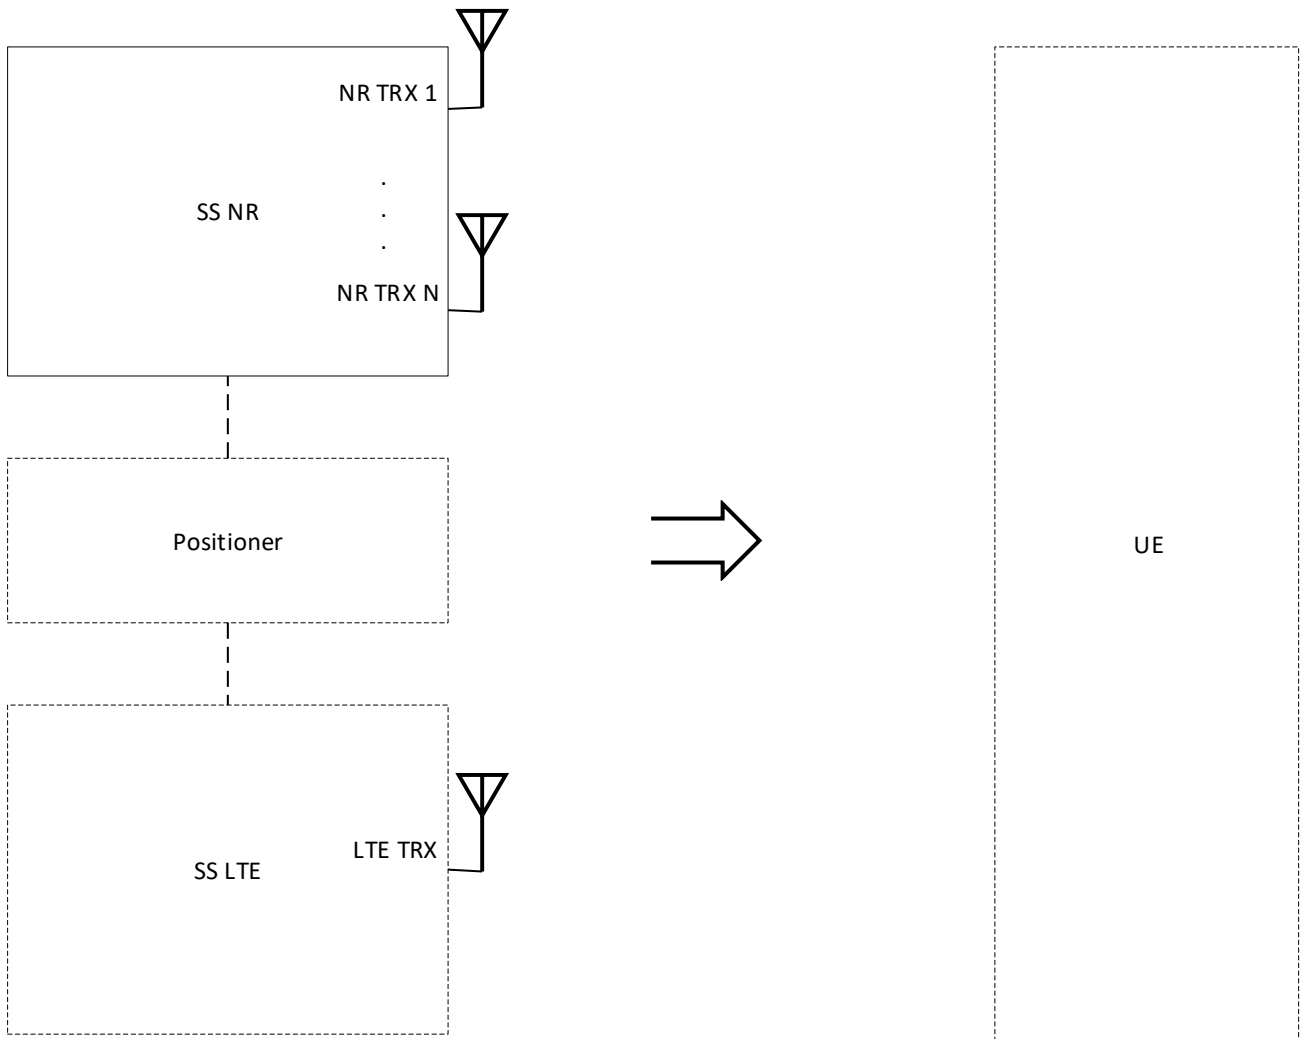 NR TRX 1
.
SS NR
.
.
NR TRX N
Positioner
UE
LTE TRX
SS LTE